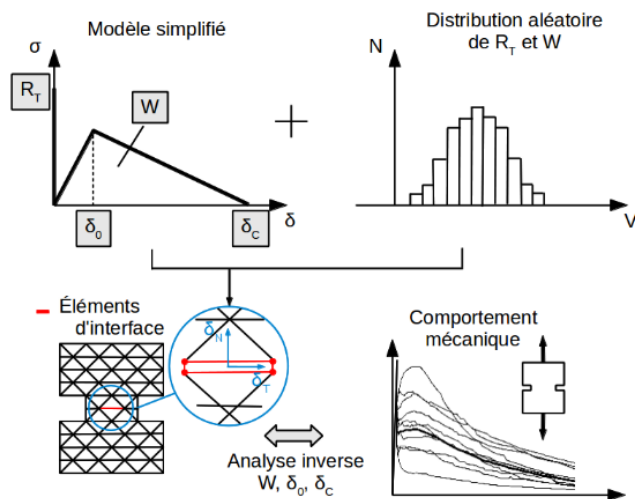 Modèle simplifié
σ
R_T
W
δ_0
δ_C
δ
Distribution aléatoire
de R_T et W
N
V
Éléments
d'interface
δ_N
δ_T
Analyse inverse
W, δ_0, δ_C
Comportement
mécanique